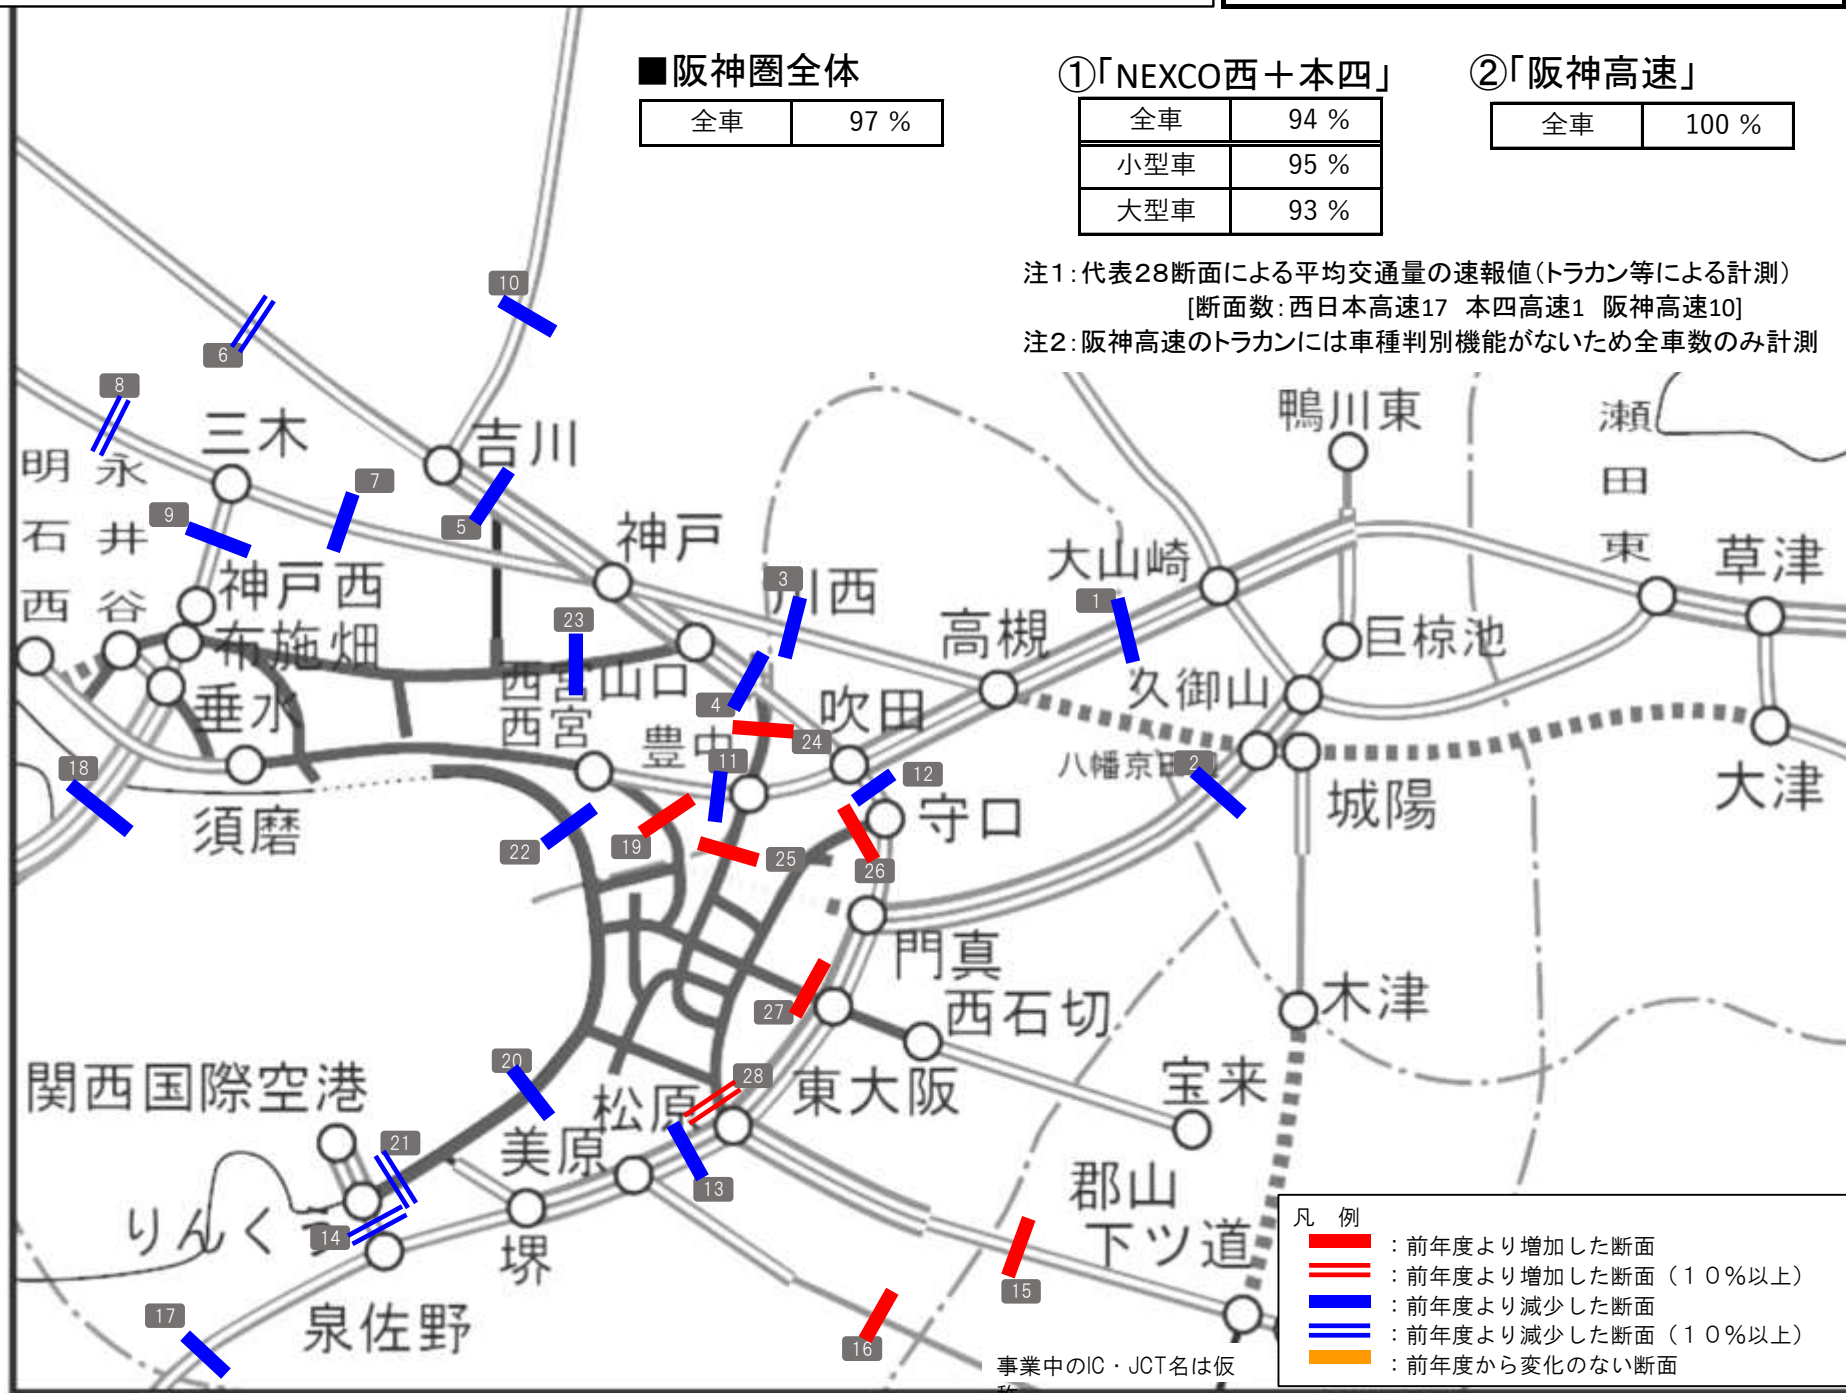 ■阪神圏全体
全車 97 %
①「NEXCO西＋本四」
全車 94 %
小型車 95 %
大型車 93 %
②「阪神高速」
全車 100 %
注1：代表28断面による平均交通量の速報値（トラカン等による計測）
[断面数：西日本高速17 本四高速1 阪神高速10]
注2：阪神高速のトラカンには車種判別機能がないため全車数のみ計測
10
6
8
三木
吉川
鴨川東
瀬田東
明石西
永井谷
7
9
5
神戸
大山崎
草津
神戸西
3
川西
1
高槻
23
布施畑
巨椋池
西宮山口
久御山
垂水
4
吹田
西宮
24
豊中
11
12
八幡京田
2
18
大津
城陽
須磨
守口
22
19
25
26
門真
27
西石切
木津
関西国際空港
20
松原
28
東大阪
宝来
21
美原
13
郡山
下ツ道
りんくう
14
堺
15
17
泉佐野
16
事業中のIC・JCT名は仮
凡 例
：前年度より増加した断面
：前年度より増加した断面（１０％以上）
：前年度より減少した断面
：前年度より減少した断面（１０％以上）
：前年度から変化のない断面